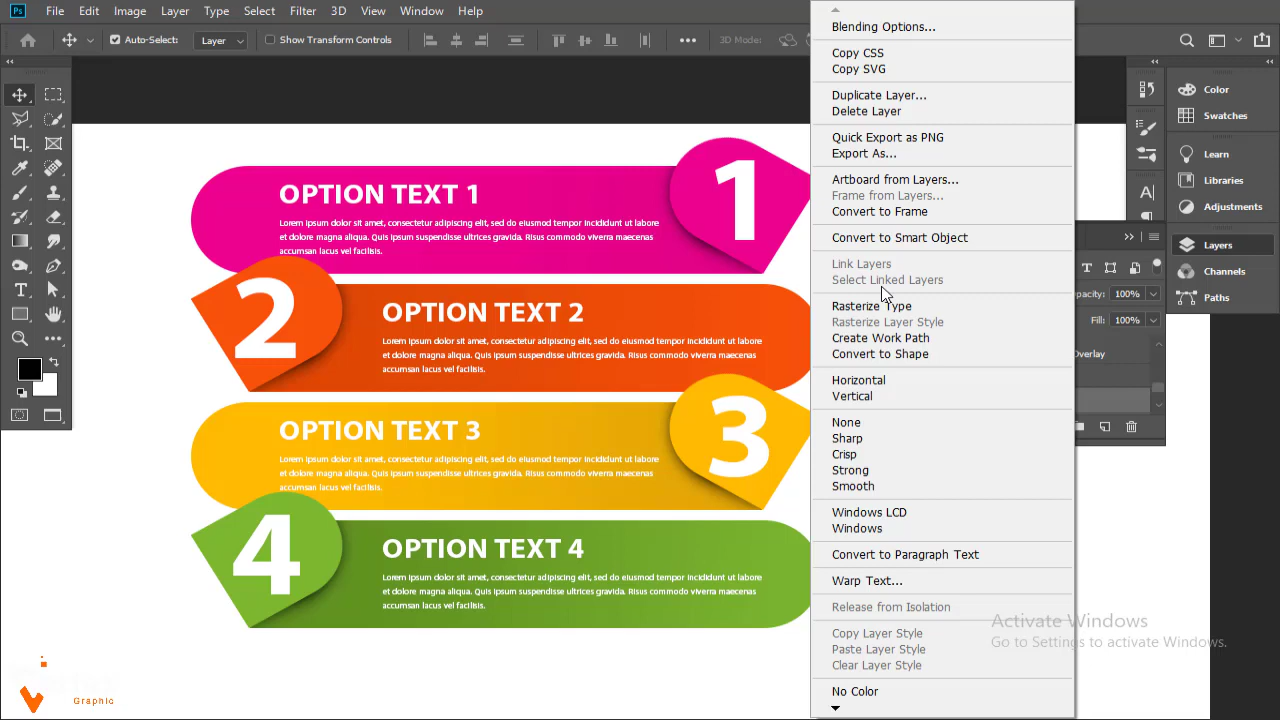 Ps File Edit Image Layer Type Select Filter 3D View Window Help
Auto-Select: Layer Show Transform Controls 3D Mode:
Blending Options...
Copy CSS
Copy SVG
Duplicate Layer...
Delete Layer
Quick Export as PNG
Export As...
Artboard from Layers...
Frame from Layers...
Convert to Frame
Convert to Smart Object
Link Layers
Select Linked Layers
Rasterize Type
Rasterize Layer Style
Create Work Path
Convert to Shape
Horizontal
Vertical
None
Sharp
Crisp
Strong
Smooth
Windows LCD
Windows
Convert to Paragraph Text
Warp Text...
Release from Isolation
Copy Layer Style
Paste Layer Style
Clear Layer Style
No Color
Color
Swatches
Learn
Libraries
Adjustments
Layers
Channels
Paths
Opacity: 100%
Fill: 100%
Overlay
1
OPTION TEXT 1
Lorem ipsum dolor sit amet, consectetur adipiscing elit, sed do eiusmod tempor incididunt ut labore
et dolore magna aliqua. Quis ipsum suspendisse ultrices gravida. Risus commodo viverra maecenas
accumsan lacus vel facilisis.
2
OPTION TEXT 2
Lorem ipsum dolor sit amet, consectetur adipiscing elit, sed do eiusmod tempor incididunt ut labore
et dolore magna aliqua. Quis ipsum suspendisse ultrices gravida. Risus commodo viverra maecenas
accumsan lacus vel facilisis.
3
OPTION TEXT 3
Lorem ipsum dolor sit amet, consectetur adipiscing elit, sed do eiusmod tempor incididunt ut labore
et dolore magna aliqua. Quis ipsum suspendisse ultrices gravida. Risus commodo viverra maecenas
accumsan lacus vel facilisis.
4
OPTION TEXT 4
Lorem ipsum dolor sit amet, consectetur adipiscing elit, sed do eiusmod tempor incididunt ut labore
et dolore magna aliqua. Quis ipsum suspendisse ultrices gravida. Risus commodo viverra maecenas
accumsan lacus vel facilisis.
Activate Windows
Go to Settings to activate Windows.
Graphic